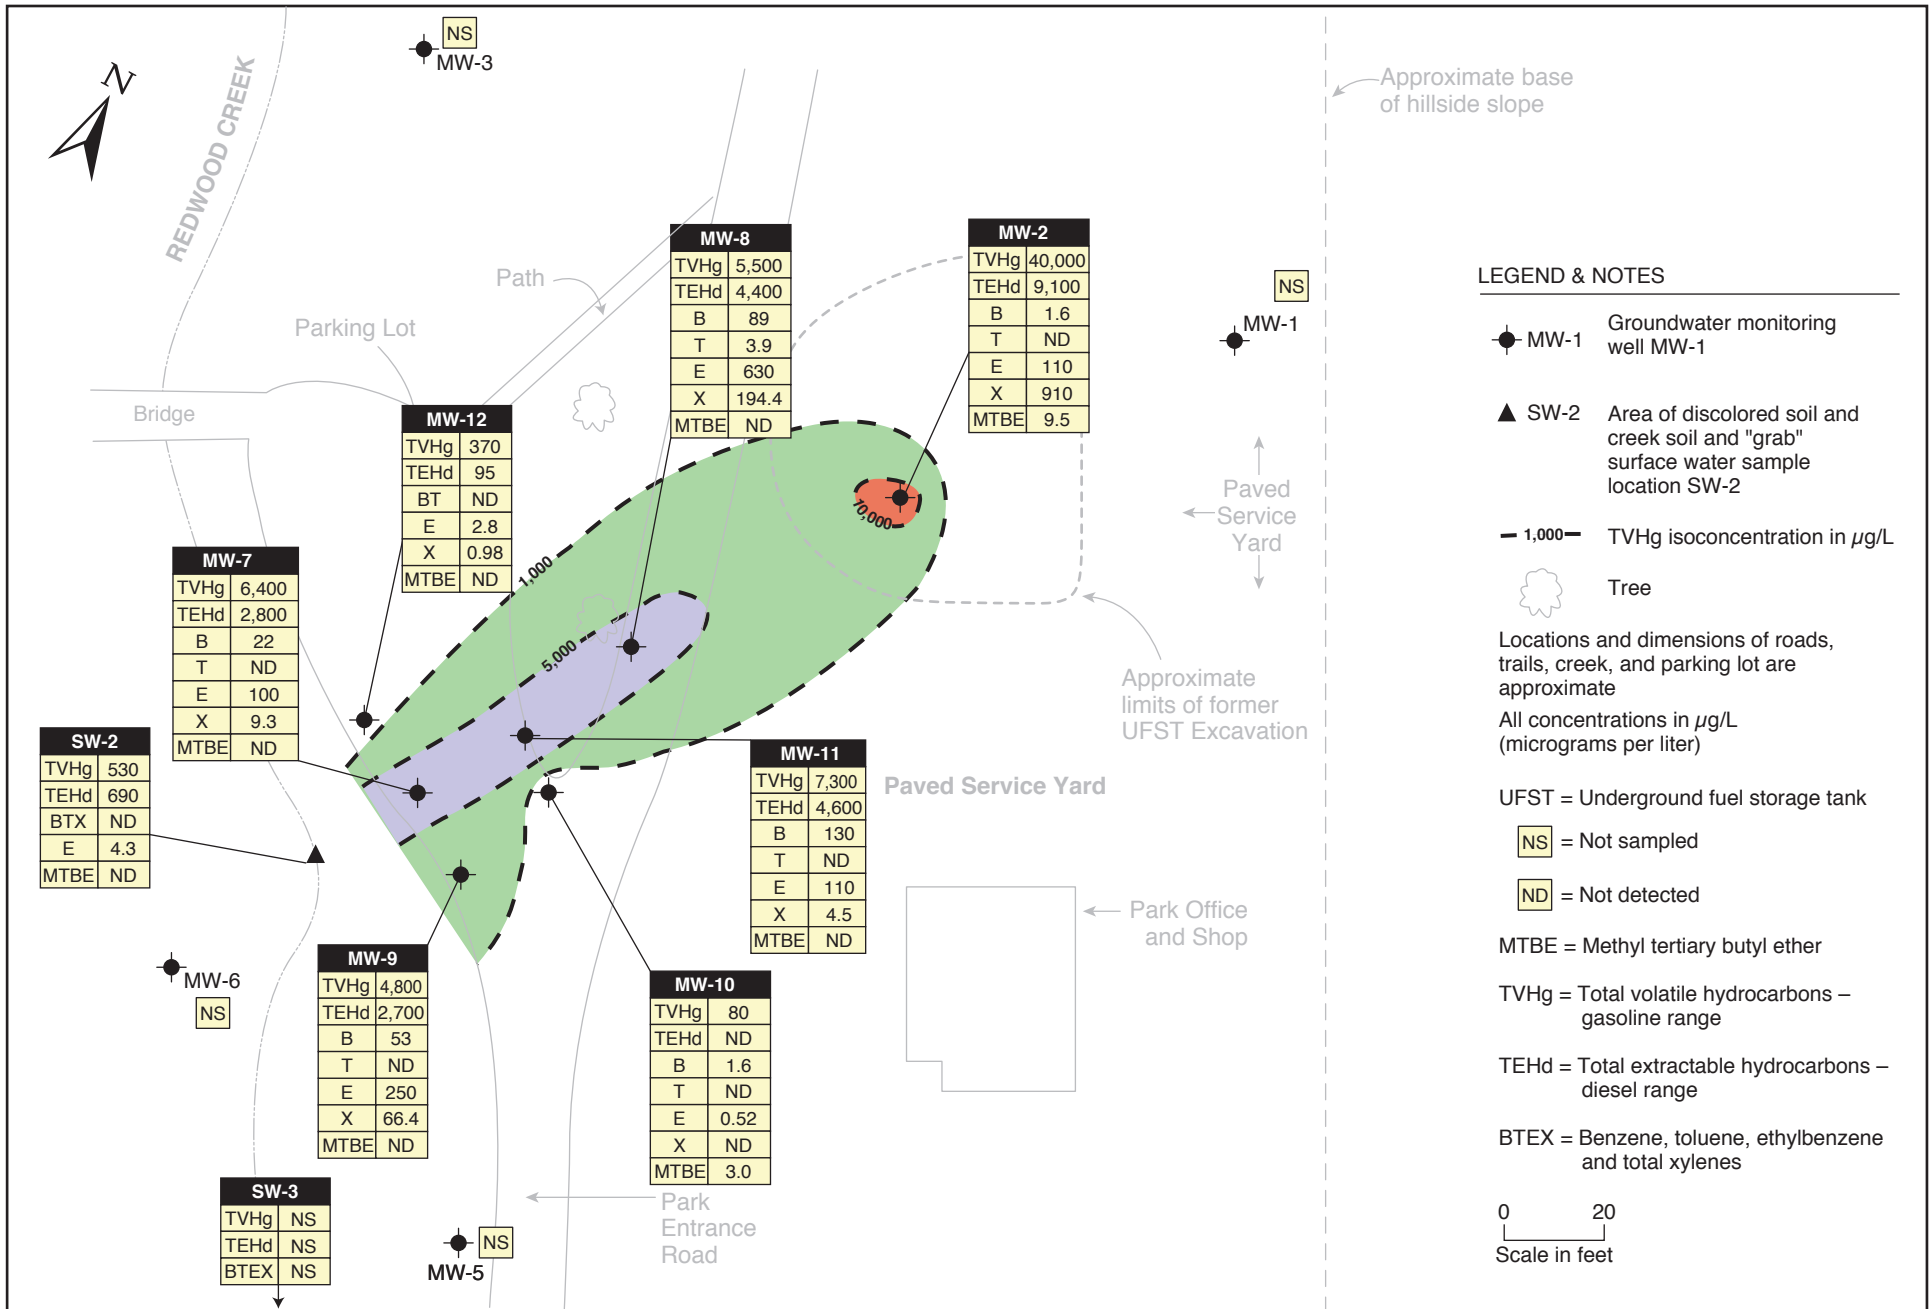 NS
MW-3
N
REDWOOD CREEK
Approximate base
of hillside slope
Path
Parking Lot
Bridge
MW-8
TVHg 5,500
TEHd 4,400
B 89
T 3.9
E 630
X 194.4
MTBE ND
MW-2
TVHg 40,000
TEHd 9,100
B 1.6
T ND
E 110
X 910
MTBE 9.5
NS
MW-1
MW-12
TVHg 370
TEHd 95
BT ND
E 2.8
X 0.98
MTBE ND
10,000
1,000
5,000
Paved
Service
Yard
MW-7
TVHg 6,400
TEHd 2,800
B 22
T ND
E 100
X 9.3
MTBE ND
Approximate
limits of former
UFST Excavation
SW-2
TVHg 530
TEHd 690
BTX ND
E 4.3
MTBE ND
MW-11
TVHg 7,300
TEHd 4,600
B 130
T ND
E 110
X 4.5
MTBE ND
Paved Service Yard
Park Office
and Shop
MW-6
NS
MW-9
TVHg 4,800
TEHd 2,700
B 53
T ND
E 250
X 66.4
MTBE ND
MW-10
TVHg 80
TEHd ND
B 1.6
T ND
E 0.52
X ND
MTBE 3.0
SW-3
TVHg NS
TEHd NS
BTEX NS
NS
MW-5
Park
Entrance
Road
LEGEND & NOTES
MW-1 Groundwater monitoring
well MW-1
SW-2 Area of discolored soil and
creek soil and "grab"
surface water sample
location SW-2
1,000 TVHg isoconcentration in µg/L
Tree
Locations and dimensions of roads,
trails, creek, and parking lot are
approximate
All concentrations in µg/L
(micrograms per liter)
UFST = Underground fuel storage tank
NS = Not sampled
ND = Not detected
MTBE = Methyl tertiary butyl ether
TVHg = Total volatile hydrocarbons –
gasoline range
TEHd = Total extractable hydrocarbons –
diesel range
BTEX = Benzene, toluene, ethylbenzene
and total xylenes
0 20
Scale in feet